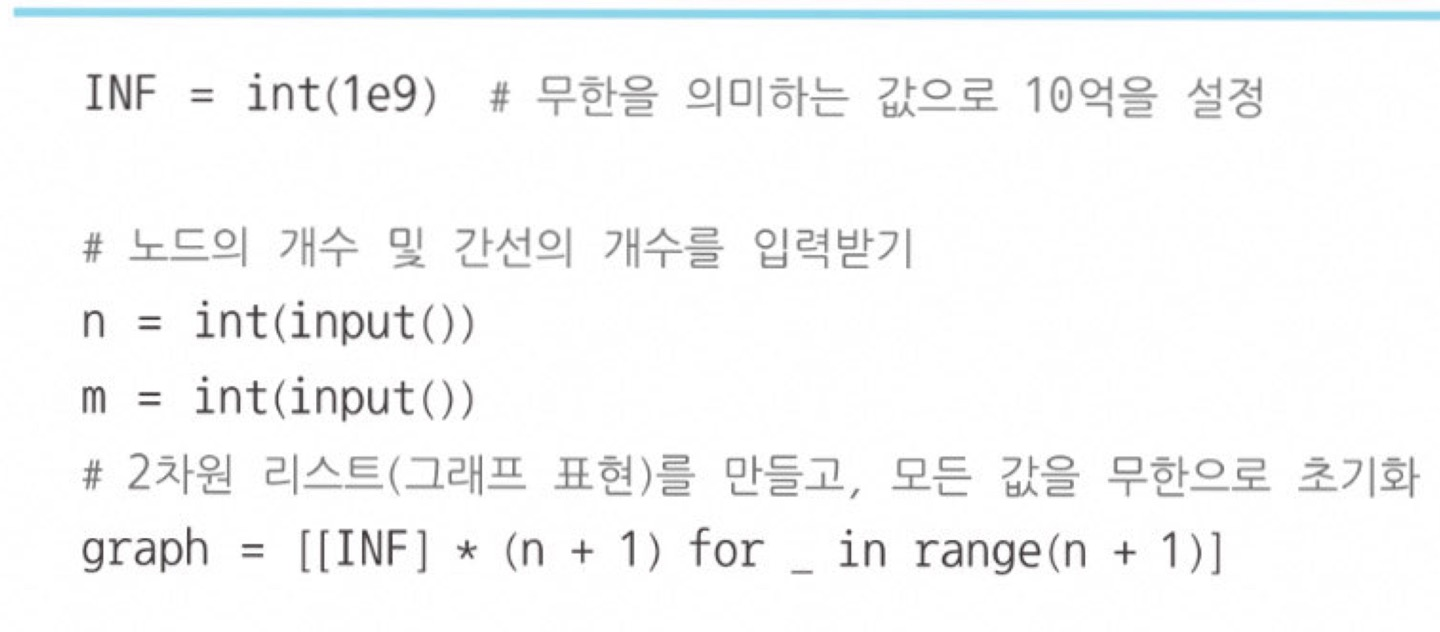 INF = int(1e9)  # 무한을 의미하는 값으로 10억을 설정
# 노드의 개수 및 간선의 개수를 입력받기
n = int(input())
m = int(input())
# 2차원 리스트(그래프 표현)를 만들고, 모든 값을 무한으로 초기화
graph = [[INF] * (n + 1) for _ in range(n + 1)]